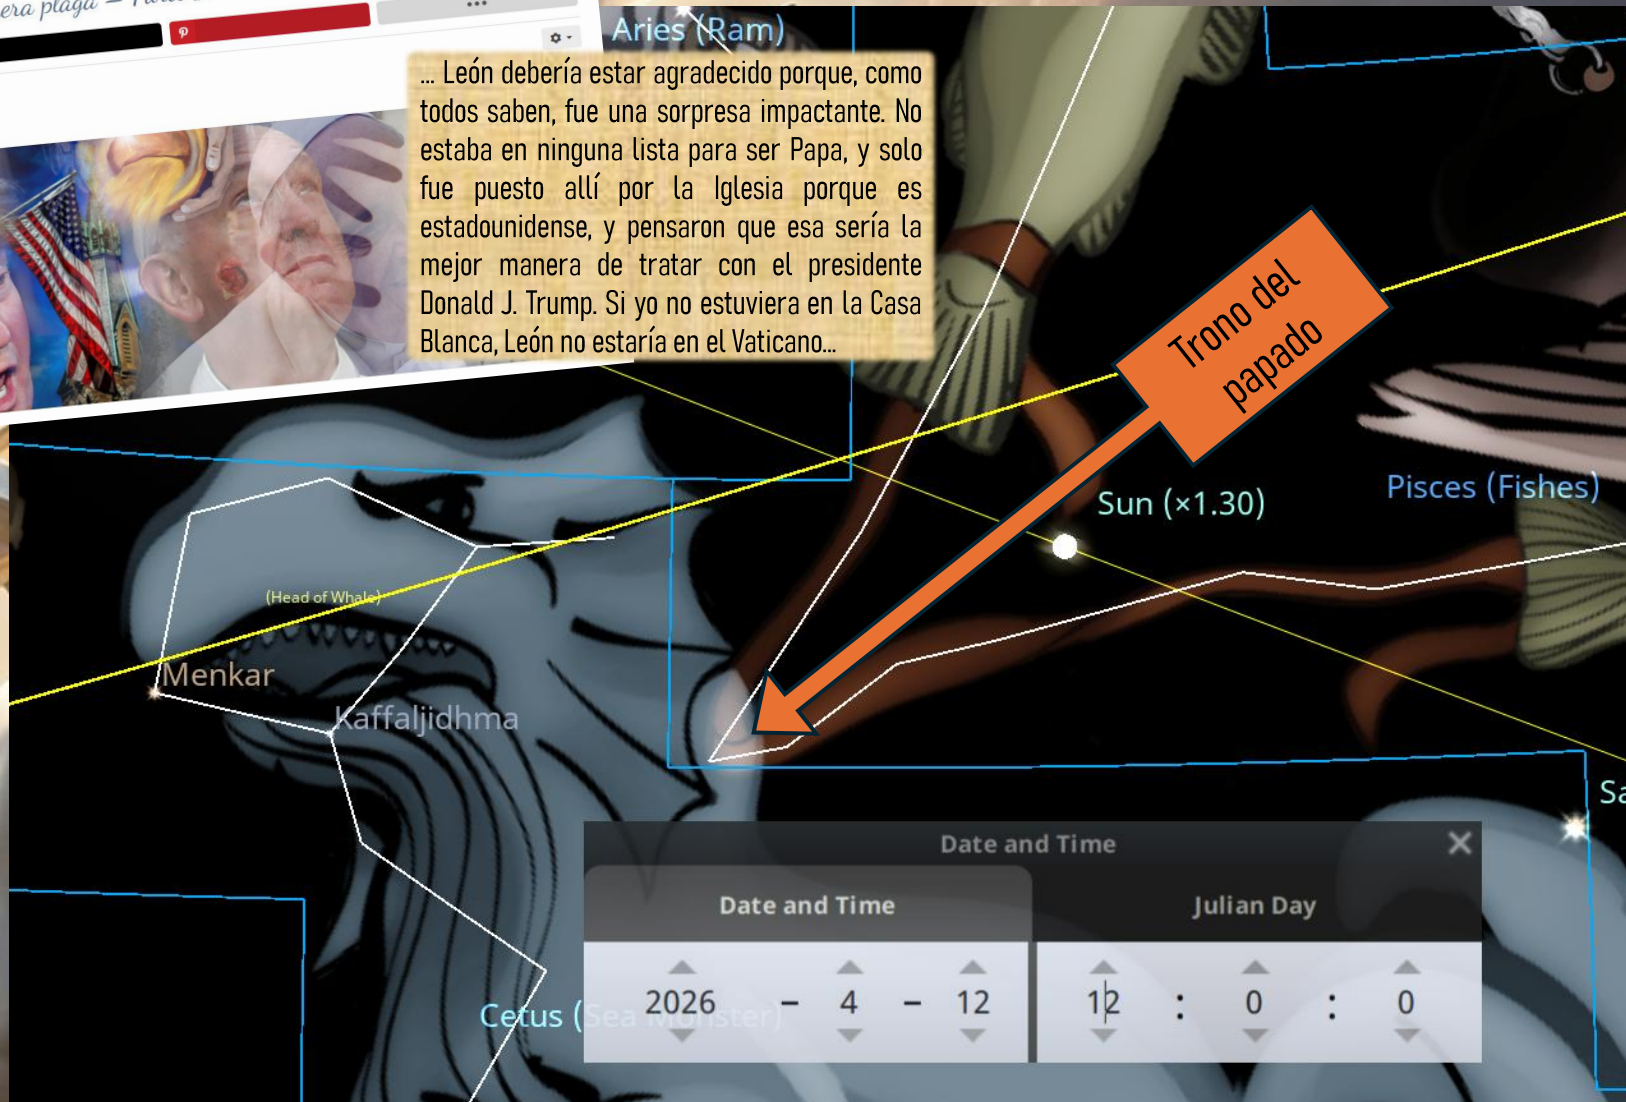 era plaga –
Aries (Ram)
... León debería estar agradecido porque, como
todos saben, fue una sorpresa impactante. No
estaba en ninguna lista para ser Papa, y solo
fue puesto allí por la Iglesia porque es
estadounidense, y pensaron que esa sería la
mejor manera de tratar con el presidente
Donald J. Trump. Si yo no estuviera en la Casa
Blanca, León no estaría en el Vaticano...
Trono del
papado
Sun (×1.30)
Pisces (Fishes)
(Head of Whale)
Menkar
Kaffaljidhma
Sa
Date and Time
Date and Time
Julian Day
2026 – 4 – 12 12 : 0 : 0
Cetus (Sea Monster)